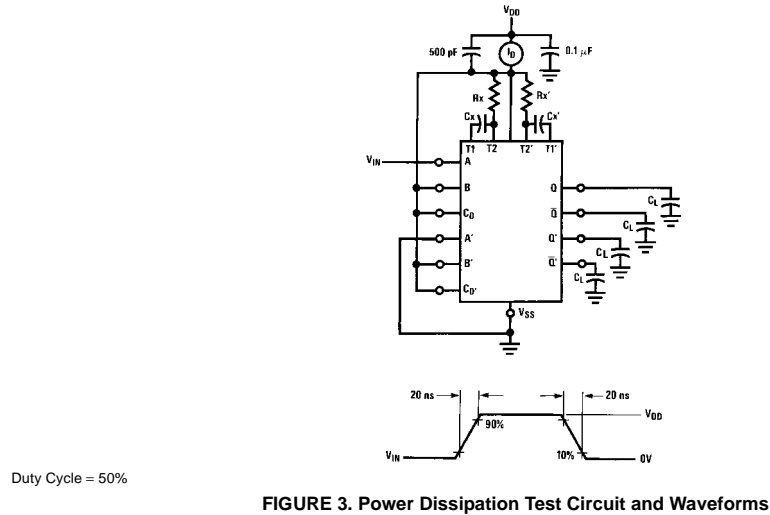 VDD
500 pF
ID
0.1 μF
Rx
Rx'
Cx
Cx'
T1 T2 T2' T1'
VIN
A
B
CD
A'
B'
CD'
Q
Q̅
Q'
Q̅'
CL
CL
CL
CL
VSS
20 ns
20 ns
90%
VDD
VIN
10%
0V
Duty Cycle = 50%
FIGURE 3. Power Dissipation Test Circuit and Waveforms